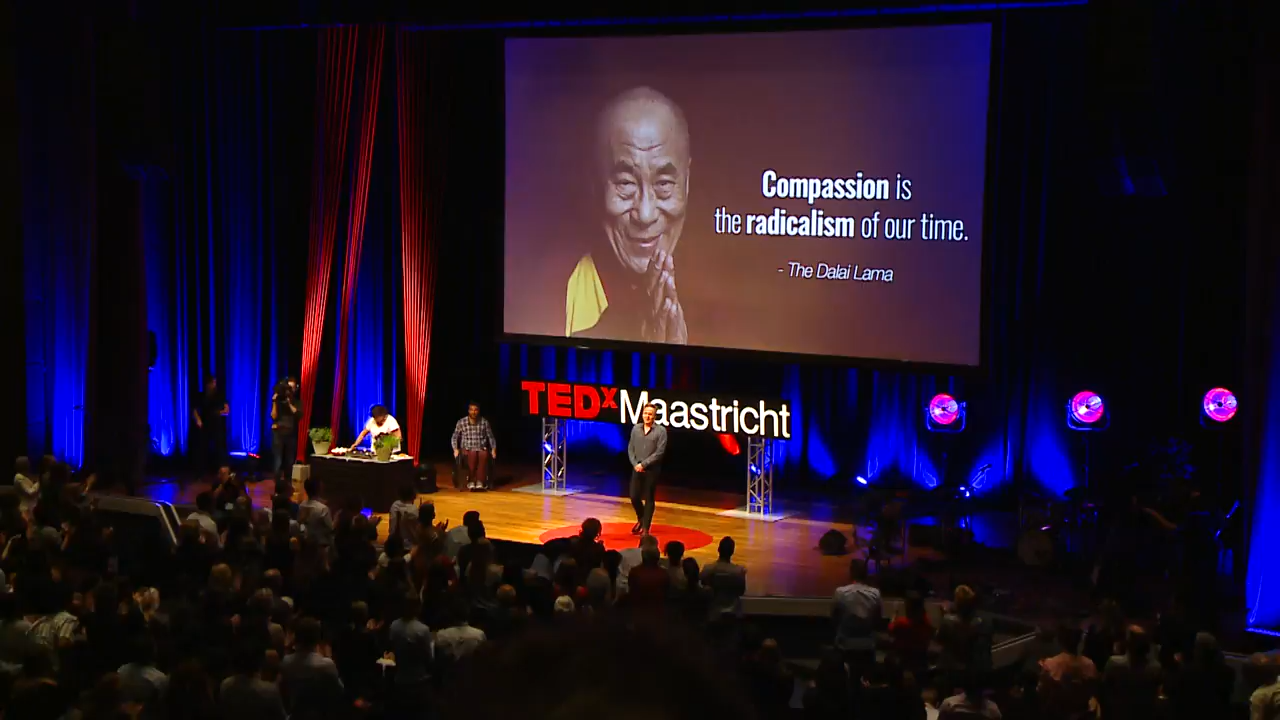 Compassion is
the radicalism of our time.
- The Dalai Lama
TEDxMaastricht